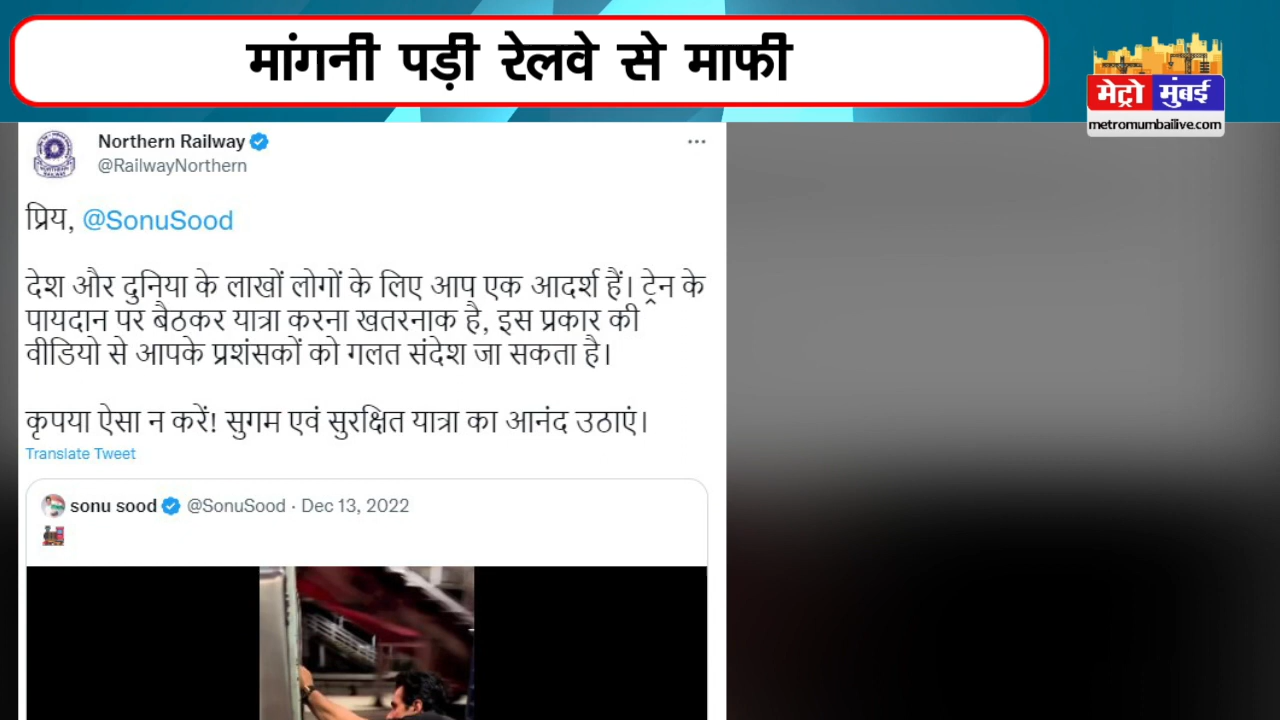 मांगनी पड़ी रेलवे से माफी
मेट्रो मुंबई
metromumbailive.com
Northern Railway
@RailwayNorthern
प्रिय, @SonuSood
देश और दुनिया के लाखों लोगों के लिए आप एक आदर्श हैं। ट्रेन के
पायदान पर बैठकर यात्रा करना खतरनाक है, इस प्रकार की
वीडियो से आपके प्रशंसकों को गलत संदेश जा सकता है।
कृपया ऐसा न करें! सुगम एवं सुरक्षित यात्रा का आनंद उठाएं।
Translate Tweet
sonu sood @SonuSood · Dec 13, 2022